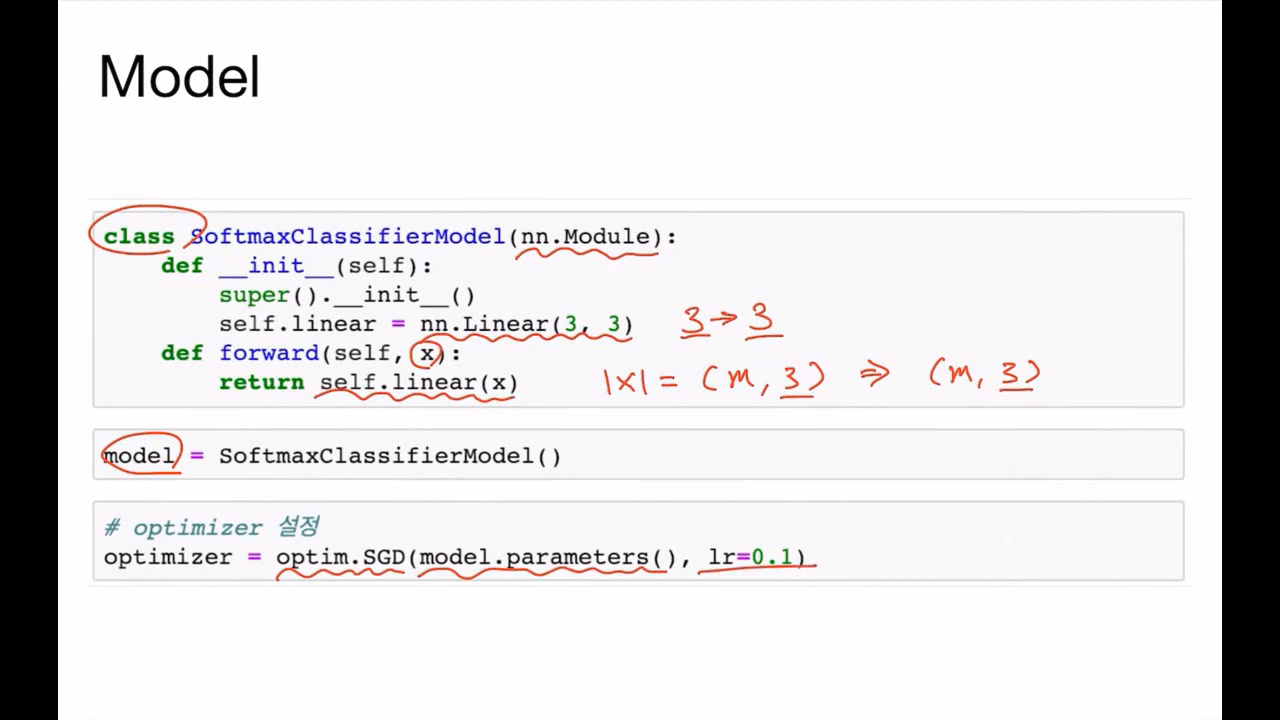 Model
class SoftmaxClassifierModel(nn.Module):
def __init__(self):
super().__init__()
self.linear = nn.Linear(3, 3) 3 → 3
def forward(self, x):
return self.linear(x) |x| = (m, 3) ⇒ (m, 3)
model = SoftmaxClassifierModel()
# optimizer 설정
optimizer = optim.SGD(model.parameters(), lr=0.1)